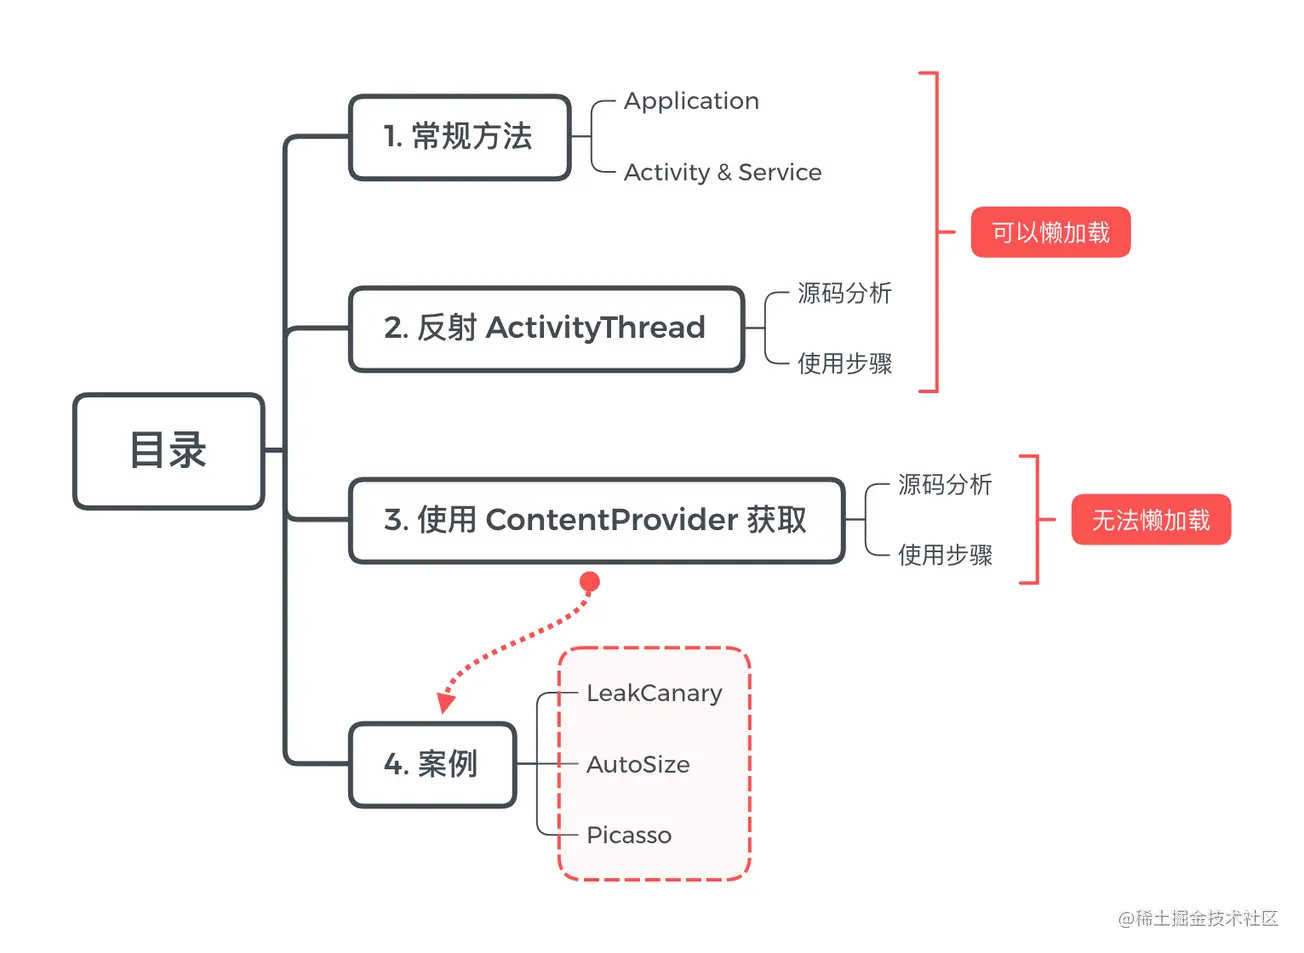 Application
1. 常规方法
Activity & Service
可以懒加载
源码分析
2. 反射 ActivityThread
使用步骤
目录
源码分析
3. 使用 ContentProvider 获取
无法懒加载
使用步骤
LeakCanary
4. 案例
AutoSize
Picasso
@稀土掘金技术社区